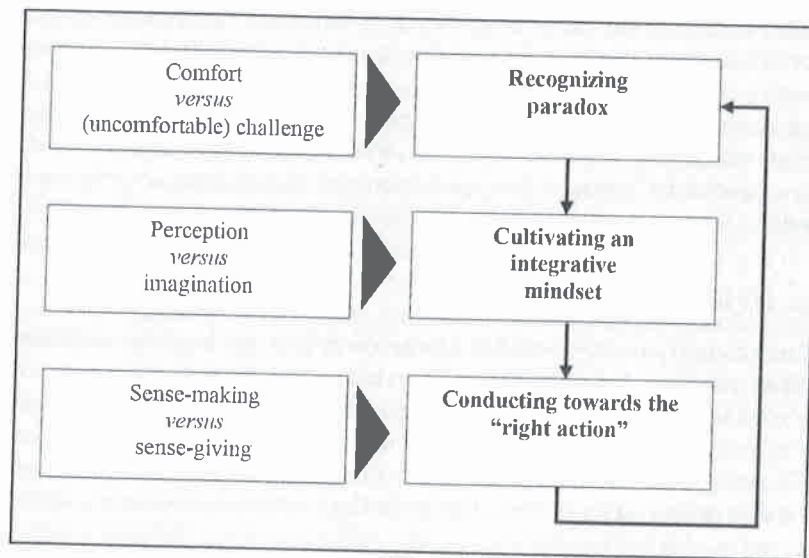 Comfort
versus
(uncomfortable) challenge
Recognizing
paradox
Perception
versus
imagination
Cultivating an
integrative
mindset
Sense-making
versus
sense-giving
Conducting towards the
“right action”